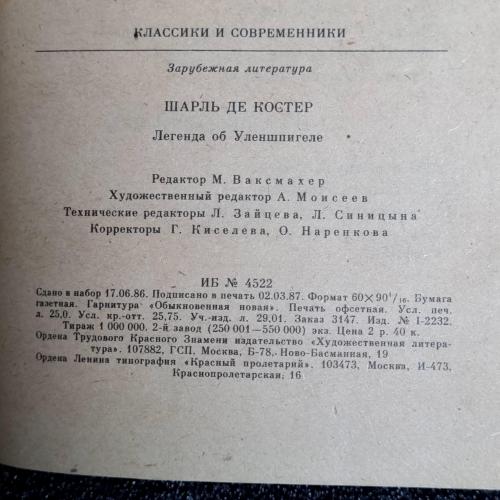 КЛАССИКИ И СОВРЕМЕННИКИ
Зарубежная литература
ШАРЛЬ ДЕ КОСТЕР
Легенда об Уленшпигеле
Редактор М. Ваксмахер
Художественный редактор А. Моисеев
Технические редакторы Л. Зайцева, Л. Синицына
Корректоры Г. Киселева, О. Наренкова
ИБ № 4522
Сдано в набор 17.06.86. Подписано в печать 02.03.87. Формат 60×90¹/₁₆. Бумага
газетная. Гарнитура «Обыкновенная новая». Печать офсетная. Усл. печ.
л. 25,0. Усл. кр.-отт. 25,75. Уч.-изд. л. 29,01. Заказ 3147. Изд. № I-2232.
Тираж 1 000 000. 2-й завод (250 001—550 000) экз. Цена 2 р. 40 к.
Ордена Трудового Красного Знамени издательство «Художественная литера-
тура». 107882, ГСП, Москва, Б-78, Ново-Басманная, 19
Ордена Ленина типография «Красный пролетарий». 103473, Москва, И-473,
Краснопролетарская, 16